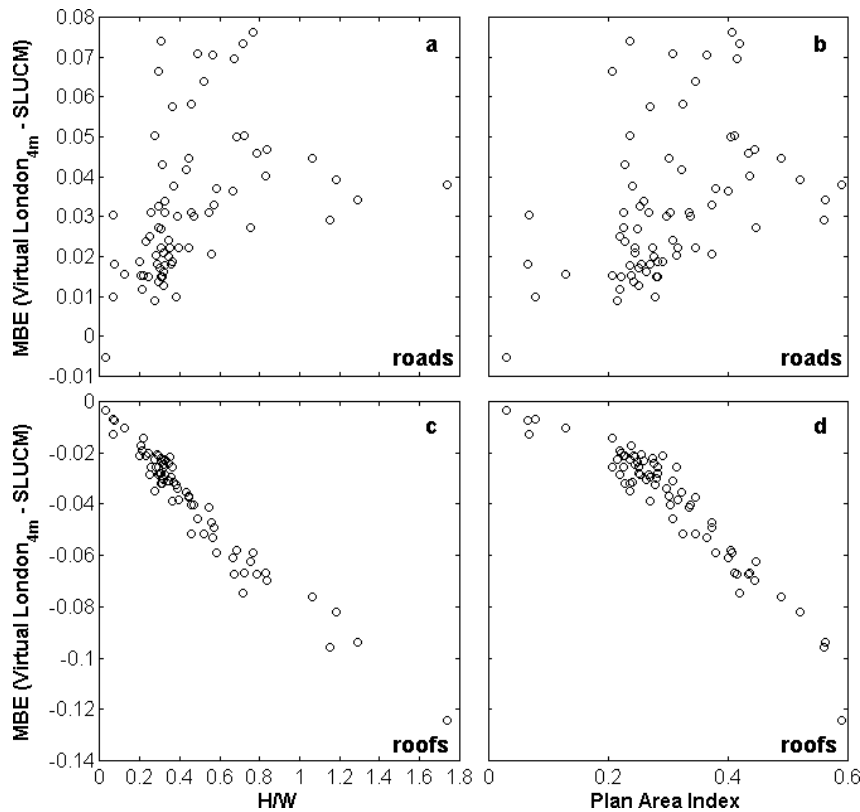 0.08
0.07
0.06
0.05
0.04
0.03
0.02
0.01
0
-0.01
MBE (Virtual London4m - SLUCM)
a
roads
b
roads
0
-0.02
-0.04
-0.06
-0.08
-0.1
-0.12
-0.14
MBE (Virtual London4m - SLUCM)
c
roofs
d
roofs
0 0.2 0.4 0.6 0.8 1 1.2 1.4 1.6 1.8
H/W
0 0.2 0.4 0.6
Plan Area Index